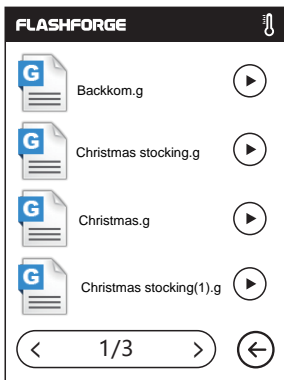 FLASHFORGE
G
Backkom.g
G
Christmas stocking.g
G
Christmas.g
G
Christmas stocking(1).g
1/3